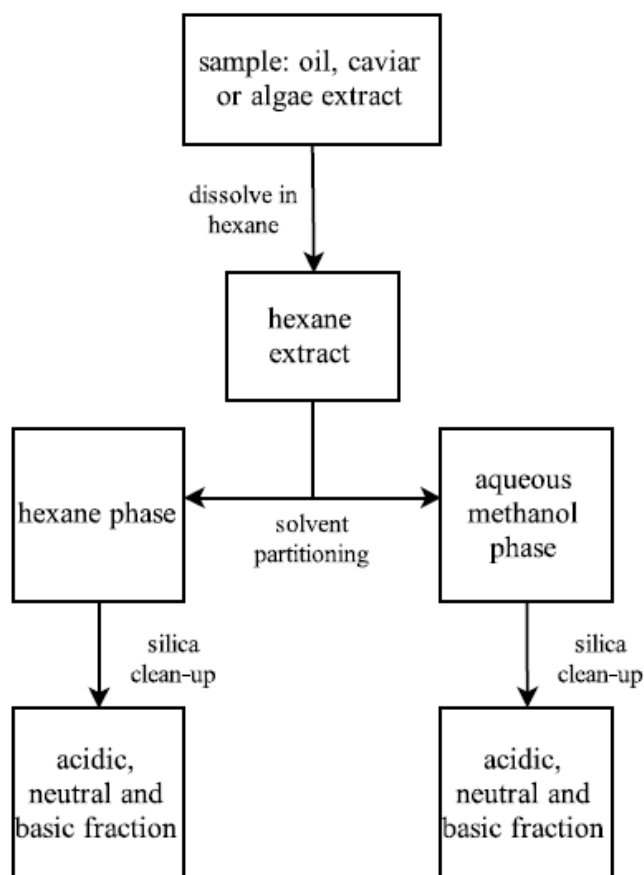 sample: oil, caviar
or algae extract
dissolve in
hexane
hexane
extract
hexane phase
solvent
partitioning
aqueous
methanol
phase
silica
clean-up
silica
clean-up
acidic,
neutral and
basic fraction
acidic,
neutral and
basic fraction